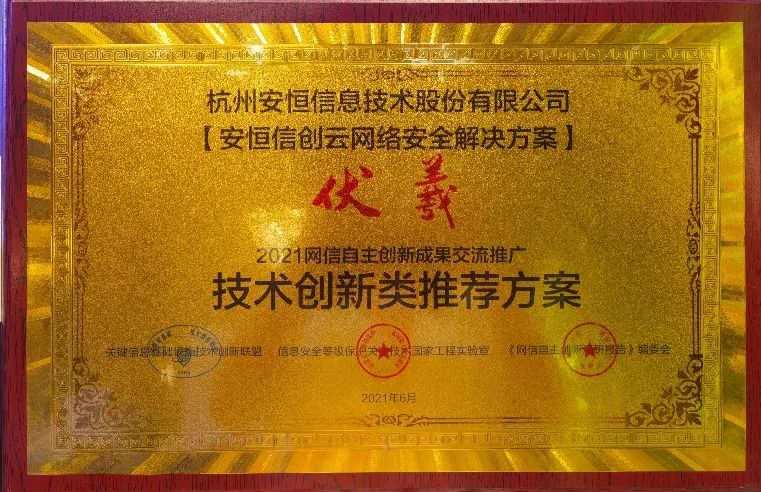 杭州安恒信息技术股份有限公司
【安恒信创云网络安全解决方案】
伏羲
2021网信自主创新成果交流推广
技术创新类推荐方案
关键信息基础设施技术创新联盟 信息安全等级保护关键技术国家工程实验室 《网信自主创新调研报告》编委会
2021年6月